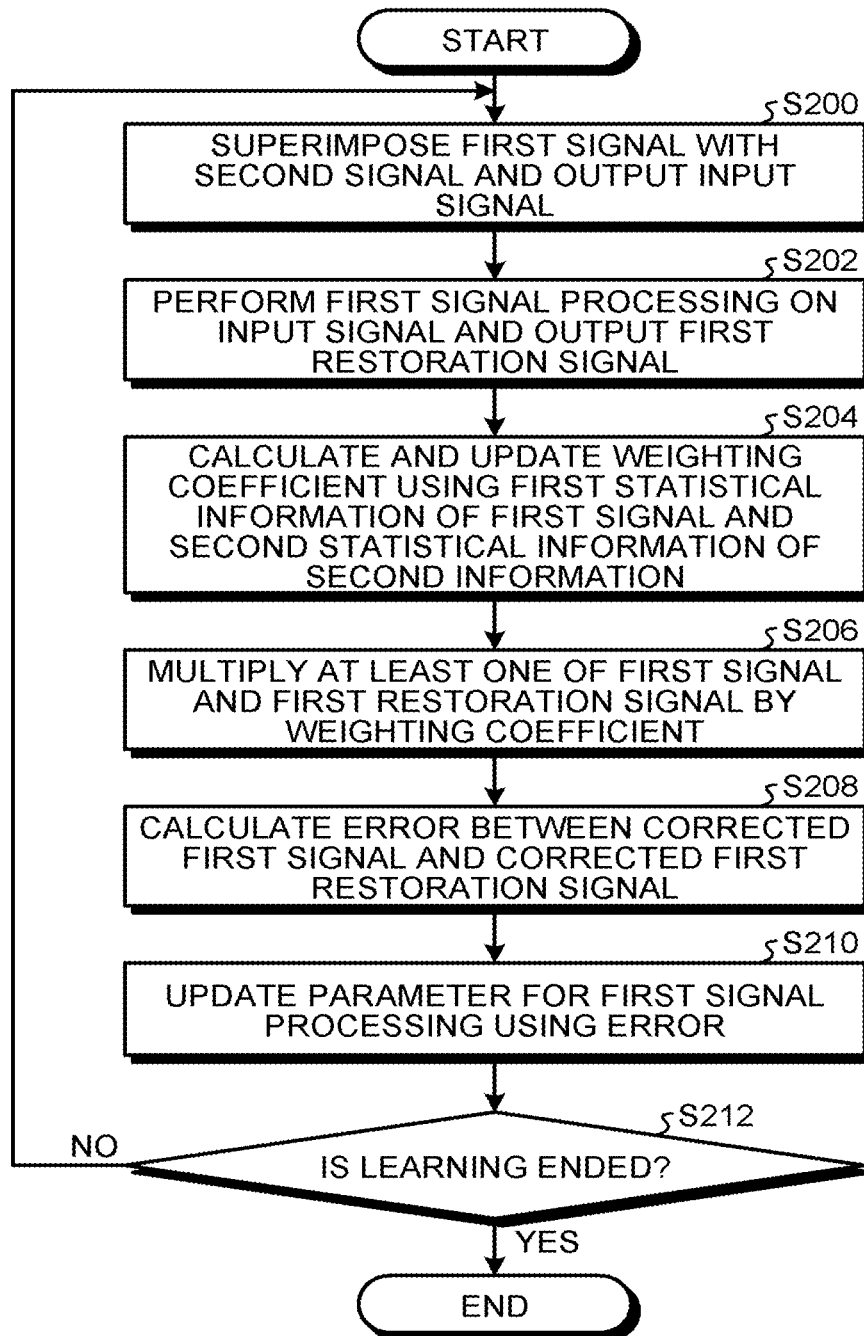 START
S200
SUPERIMPOSE FIRST SIGNAL WITH
SECOND SIGNAL AND OUTPUT INPUT
SIGNAL
S202
PERFORM FIRST SIGNAL PROCESSING ON
INPUT SIGNAL AND OUTPUT FIRST
RESTORATION SIGNAL
S204
CALCULATE AND UPDATE WEIGHTING
COEFFICIENT USING FIRST STATISTICAL
INFORMATION OF FIRST SIGNAL AND
SECOND STATISTICAL INFORMATION OF
SECOND INFORMATION
S206
MULTIPLY AT LEAST ONE OF FIRST SIGNAL
AND FIRST RESTORATION SIGNAL BY
WEIGHTING COEFFICIENT
S208
CALCULATE ERROR BETWEEN CORRECTED
FIRST SIGNAL AND CORRECTED FIRST
RESTORATION SIGNAL
S210
UPDATE PARAMETER FOR FIRST SIGNAL
PROCESSING USING ERROR
S212
NO
IS LEARNING ENDED?
YES
END